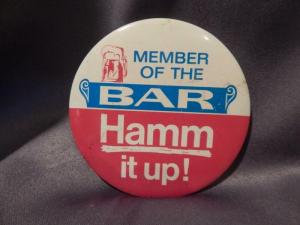 MEMBER
OF THE
BAR
Hamm
it up!